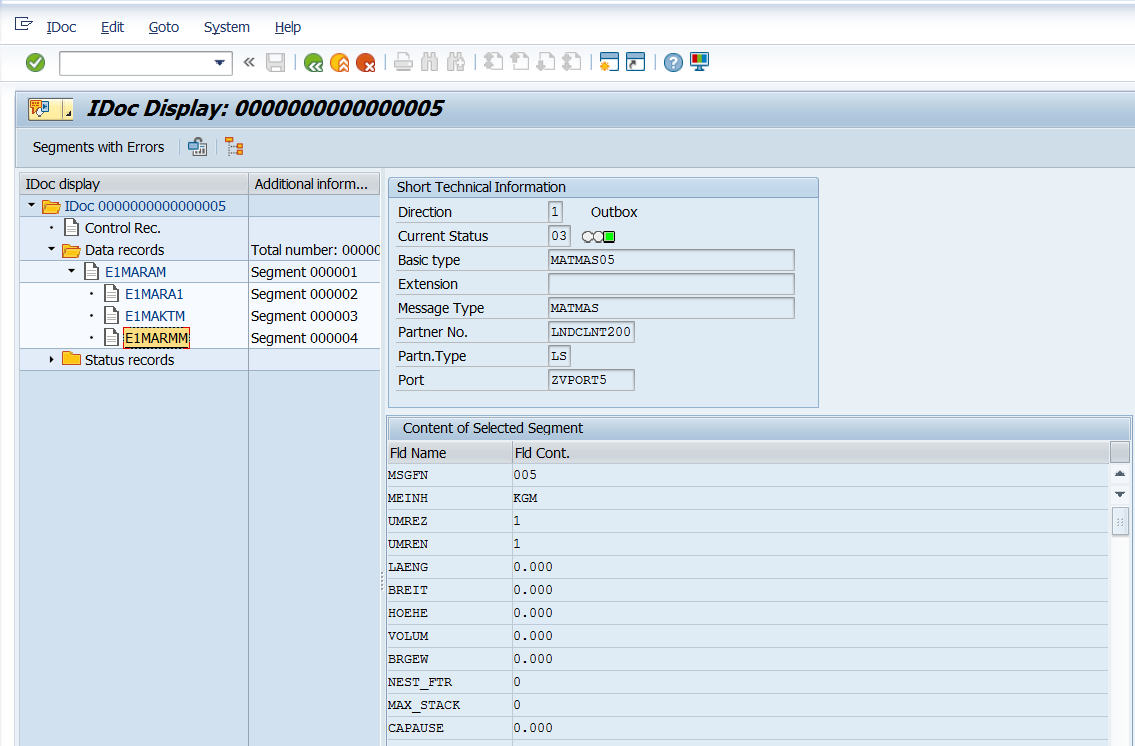 IDoc Edit Goto System Help
IDoc Display: 0000000000000005
Segments with Errors
IDoc display Additional inform...
IDoc 0000000000000005
Control Rec.
Data records Total number: 00000
E1MARAM Segment 000001
E1MARA1 Segment 000002
E1MAKTM Segment 000003
E1MARMM Segment 000004
Status records
Short Technical Information
Direction 1 Outbox
Current Status 03
Basic type MATMAS05
Extension
Message Type MATMAS
Partner No. LNDCLNT200
Partn.Type LS
Port ZVPORT5
Content of Selected Segment
Fld Name Fld Cont.
MSGFN 005
MEINH KGM
UMREZ 1
UMREN 1
LAENG 0.000
BREIT 0.000
HOEHE 0.000
VOLUM 0.000
BRGEW 0.000
NEST_FTR 0
MAX_STACK 0
CAPAUSE 0.000